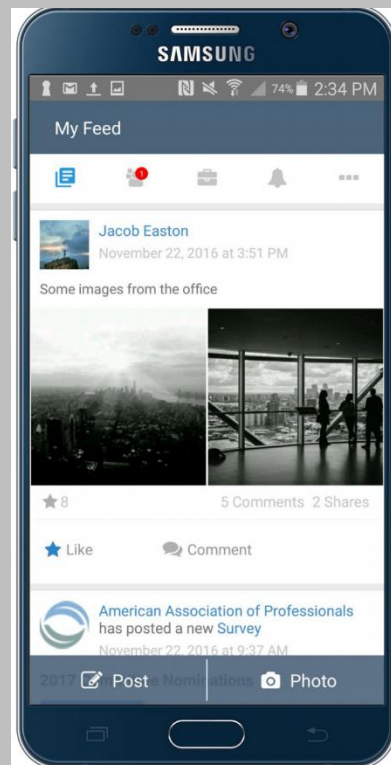 SAMSUNG
74% 2:34 PM
My Feed
1
Jacob Easton
November 22, 2016 at 3:51 PM
Some images from the office
8 5 Comments 2 Shares
Like Comment
American Association of Professionals
has posted a new Survey
November 22, 2016 at 9:37 AM
2017 Nominations
Post Photo